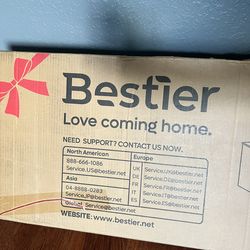 Bestier
Love coming home.
NEED SUPPORT? CONTACT US NOW.
North American
888-666-1086
Service.US@bestier.net
Asia
04-8888-0283
Service.JP@bestier.net
Europe
UK Service.UK@bestier.net
DE Service.DE@bestier.net
FR Service.FR@bestier.net
IT Service.IT@bestier.net
ES Service.ES@bestier.net
Global: Service@bestier.net
WEBSITE: www.bestier.net